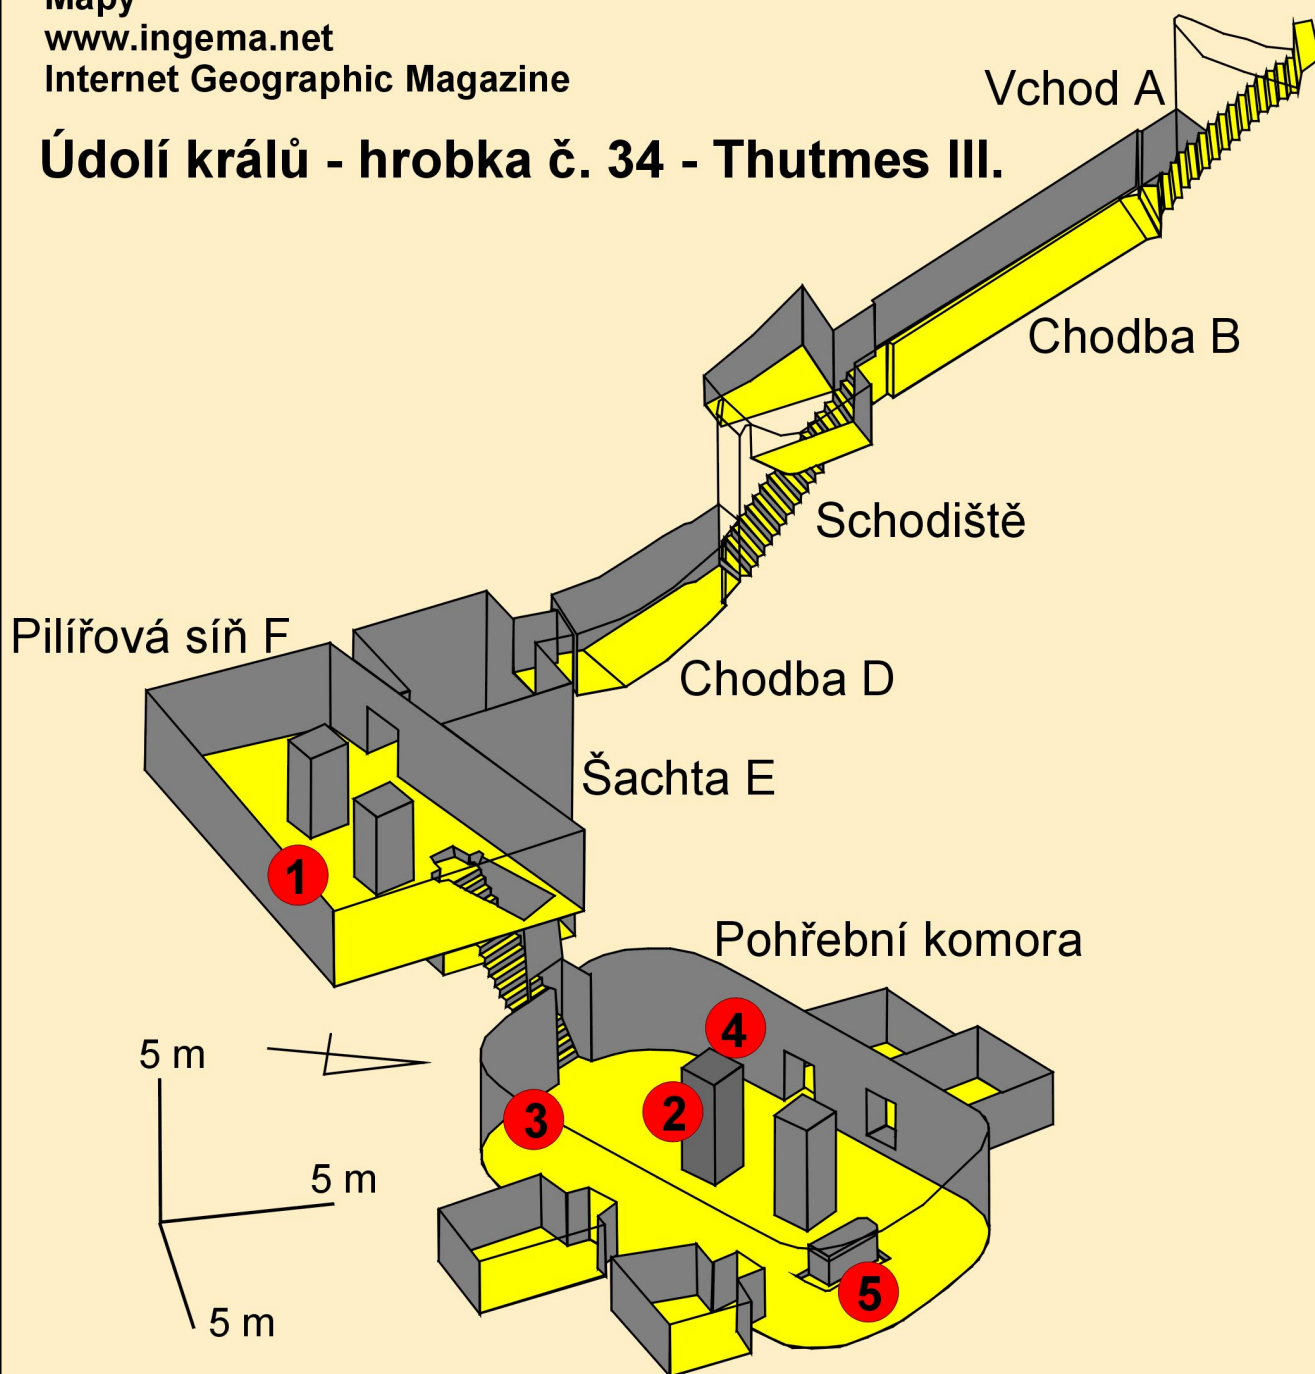 Mapy
www.ingema.net
Internet Geographic Magazine
Údolí králů - hrobka č. 34 - Thutmes III.
Vchod A
Chodba B
Schodiště
Pilířová síň F
Chodba D
Šachta E
1
Pohřební komora
4
2
3
5 m
5 m
5
5 m